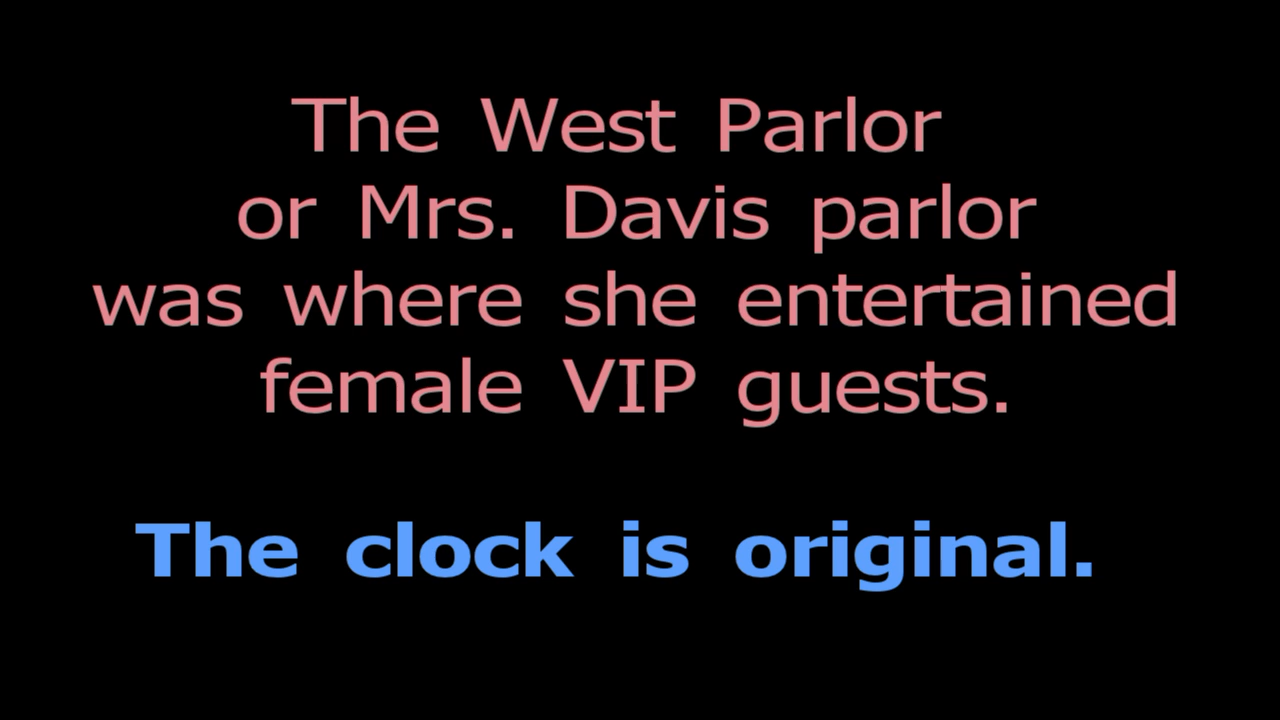 The West Parlor
or Mrs. Davis parlor
was where she entertained
female VIP guests.
The clock is original.